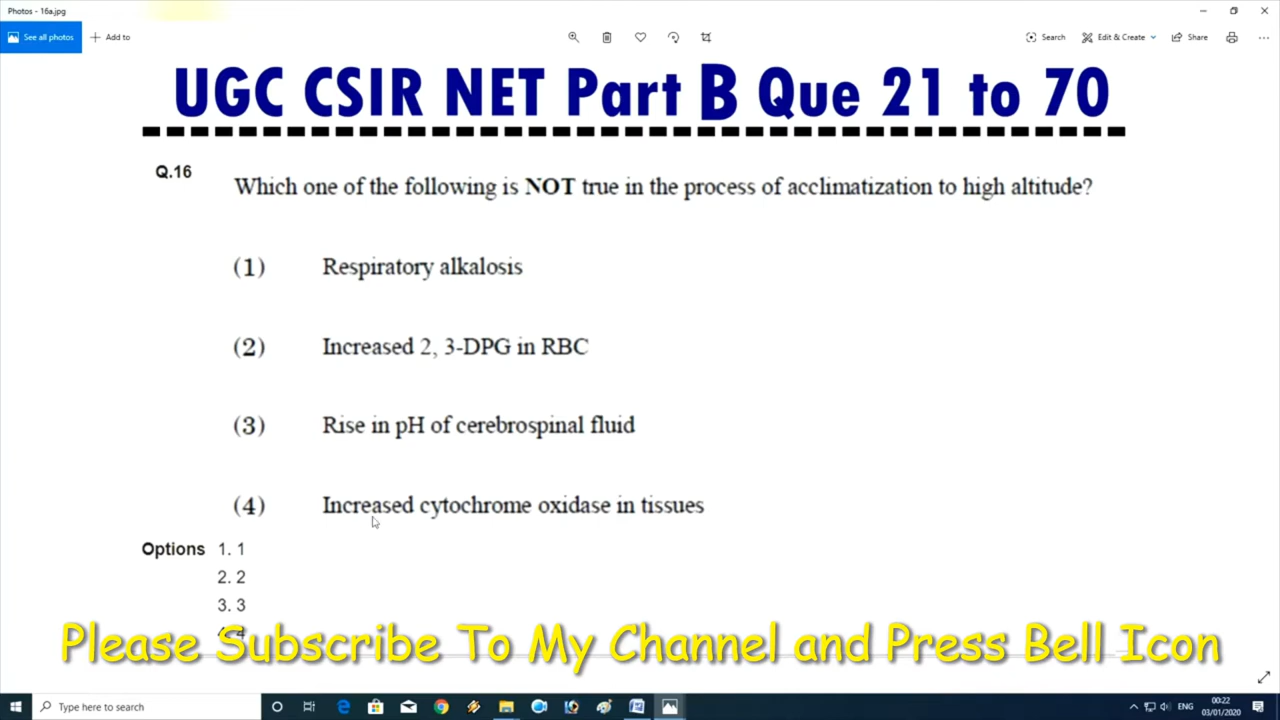 Photos - 16a.jpg
See all photos
Add to
Search
Edit & Create
Share
UGC CSIR NET Part B Que 21 to 70
Q.16
Which one of the following is NOT true in the process of acclimatization to high altitude?
(1) Respiratory alkalosis
(2) Increased 2, 3-DPG in RBC
(3) Rise in pH of cerebrospinal fluid
(4) Increased cytochrome oxidase in tissues
Options 1. 1
2. 2
3. 3
4. 4
Please Subscribe To My Channel and Press Bell Icon
Type here to search
ENG
00:22
03/01/2020